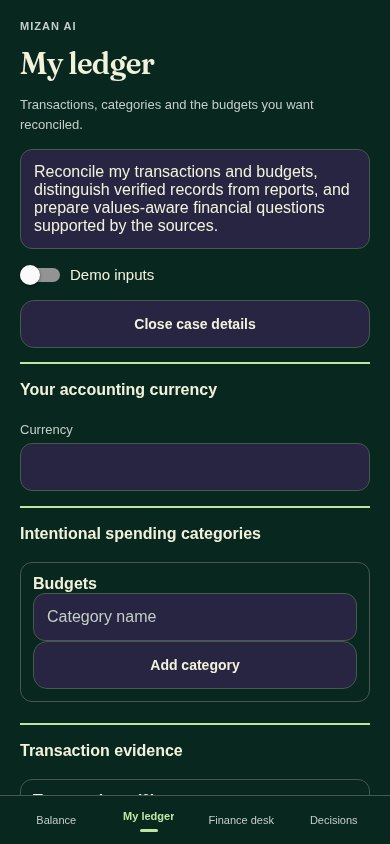 MIZAN AI
My ledger
Transactions, categories and the budgets you want
reconciled.
Reconcile my transactions and budgets,
distinguish verified records from reports, and
prepare values-aware financial questions
supported by the sources.
Demo inputs
Close case details
Your accounting currency
Currency
Intentional spending categories
Budgets
Category name
Add category
Transaction evidence
Balance
My ledger
Finance desk
Decisions